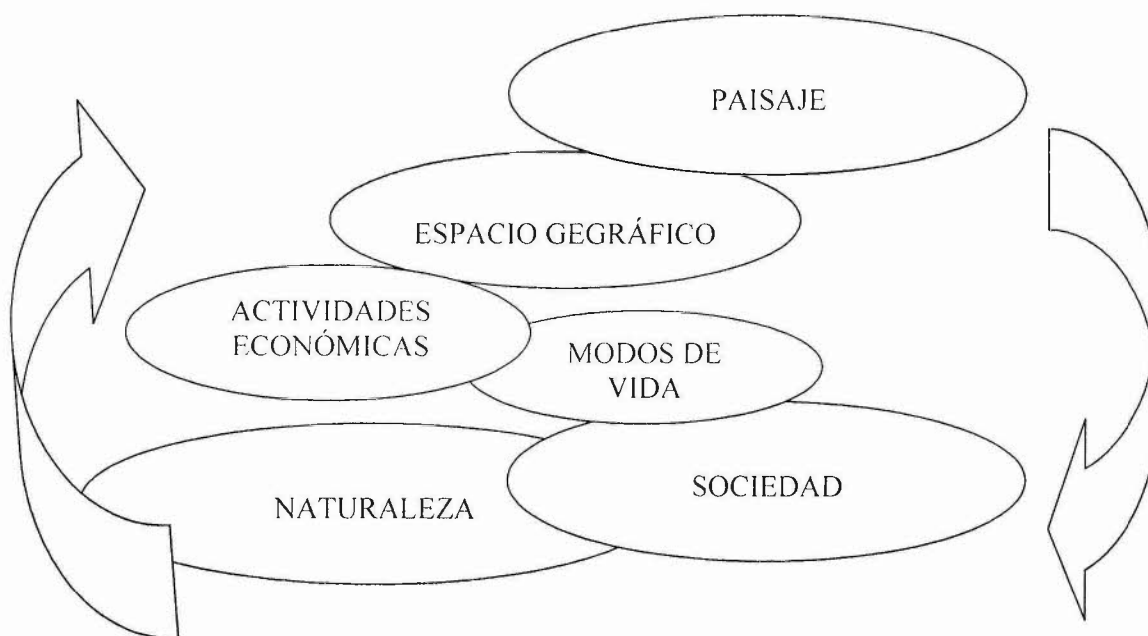 PAISAJE
ESPACIO GEGRÁFICO
ACTIVIDADES
ECONÓMICAS
MODOS DE
VIDA
SOCIEDAD
NATURALEZA